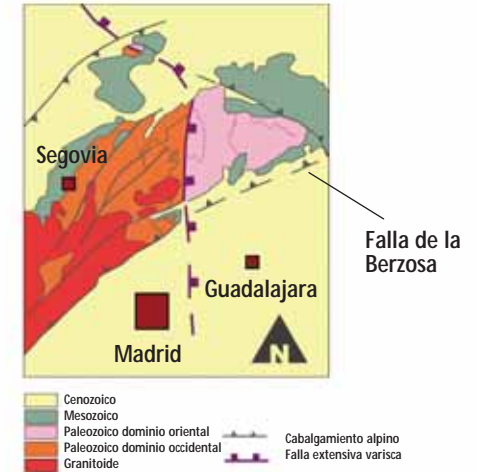 Segovia
Falla de la
Berzosa
Guadalajara
Madrid
N
Cenozoico
Mesozoico
Paleozoico dominio oriental
Paleozoico dominio occidental
Granitoide
Cabalgamiento alpino
Falla extensiva varisca